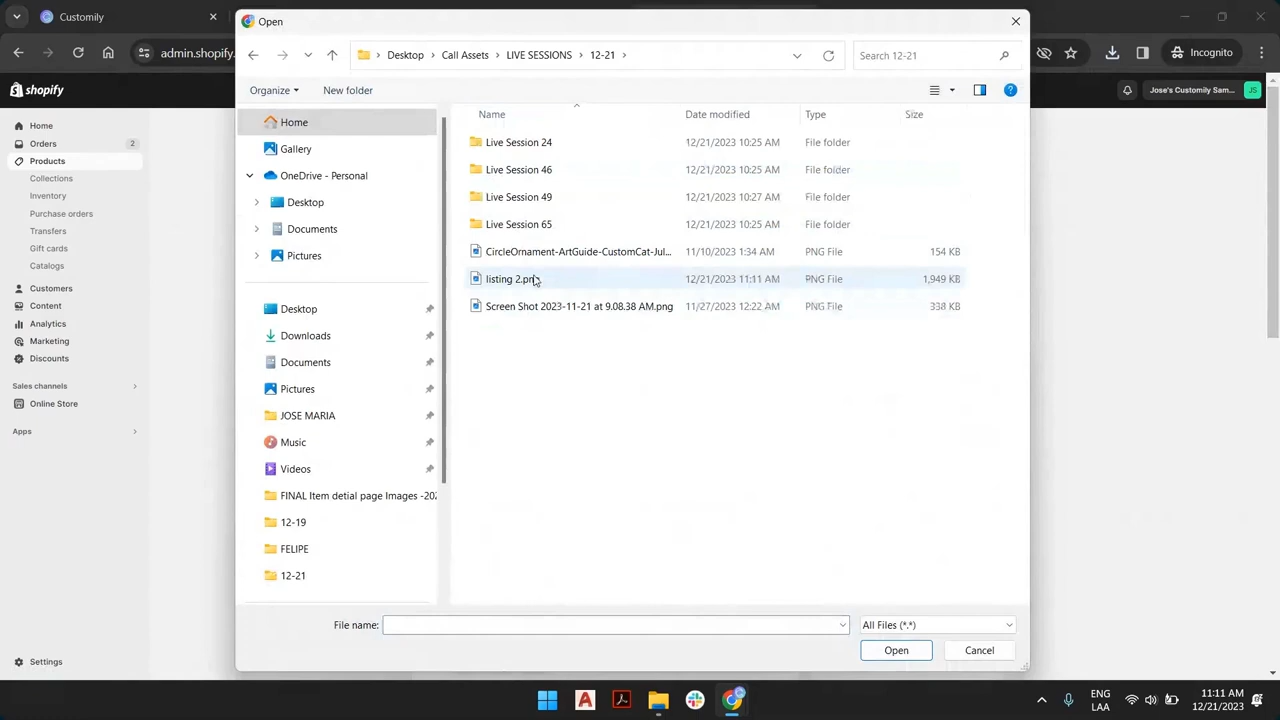 Customily
Open
admin.shopify.
Desktop
Call Assets
LIVE SESSIONS
12-21
Search 12-21
Incognito
shopify
Organize
New folder
Jose's Customily Sam...
JS
Home
Orders
2
Products
Collections
Inventory
Purchase orders
Transfers
Gift cards
Catalogs
Customers
Content
Analytics
Marketing
Discounts
Sales channels
Online Store
Apps
Settings
Home
Gallery
OneDrive - Personal
Desktop
Documents
Pictures
Desktop
Downloads
Documents
Pictures
JOSE MARIA
Music
Videos
FINAL Item detial page Images -202
12-19
FELIPE
12-21
Name Date modified Type Size
Live Session 24 12/21/2023 10:25 AM File folder
Live Session 46 12/21/2023 10:25 AM File folder
Live Session 49 12/21/2023 10:27 AM File folder
Live Session 65 12/21/2023 10:25 AM File folder
CircleOrnament-ArtGuide-CustomCat-Jul... 11/10/2023 1:34 AM PNG File 154 KB
listing 2.png 12/21/2023 11:11 AM PNG File 1,949 KB
Screen Shot 2023-11-21 at 9.08.38 AM.png 11/27/2023 12:22 AM PNG File 338 KB
File name:
All Files (*.*)
Open
Cancel
ENG
LAA
11:11 AM
12/21/2023